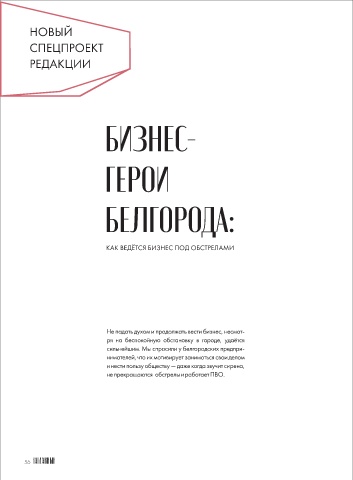 НОВЫЙ
СПЕЦПРОЕКТ
РЕДАКЦИИ
БИЗНЕС-
ГЕРОИ
БЕЛГОРОДА:
КАК ВЕДЁТСЯ БИЗНЕС ПОД ОБСТРЕЛАМИ
Не падать духом и продолжать вести бизнес, несмот-
ря на беспокойную обстановку в городе, удаётся
сильнейшим. Мы спросили у белгородских предпри-
нимателей, что их мотивирует заниматься своим делом
и нести пользу обществу — даже когда звучит сирена,
не прекращаются обстрелы и работает ПВО.